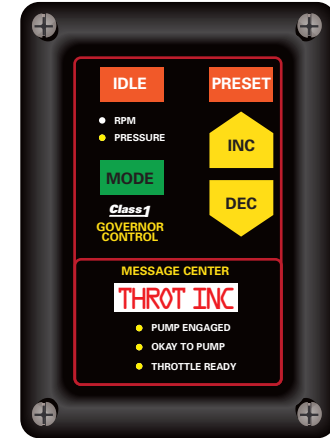 IDLE
PRESET
RPM
PRESSURE
INC
MODE
DEC
Class1
GOVERNOR
CONTROL
MESSAGE CENTER
THROT INC
PUMP ENGAGED
OKAY TO PUMP
THROTTLE READY